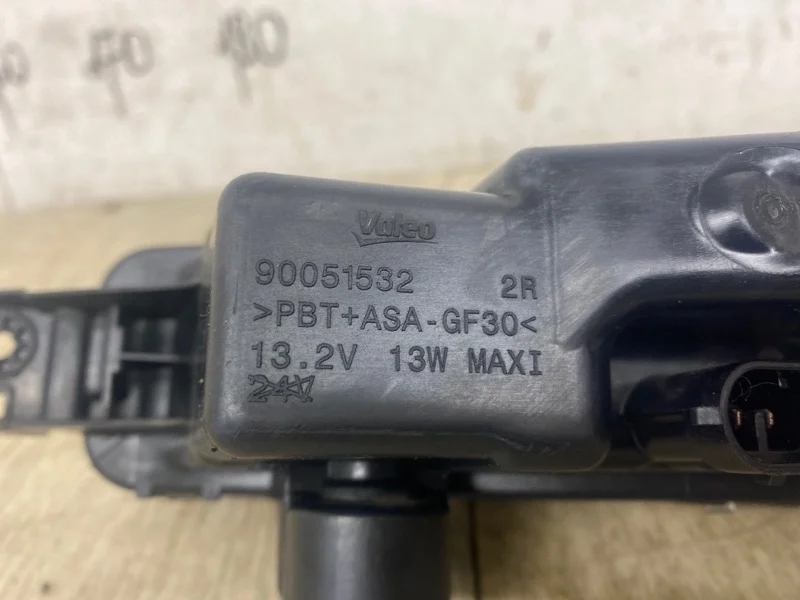 Valeo
90051532 2R
>PBT+ASA-GF30<
13.2V 13W MAXI